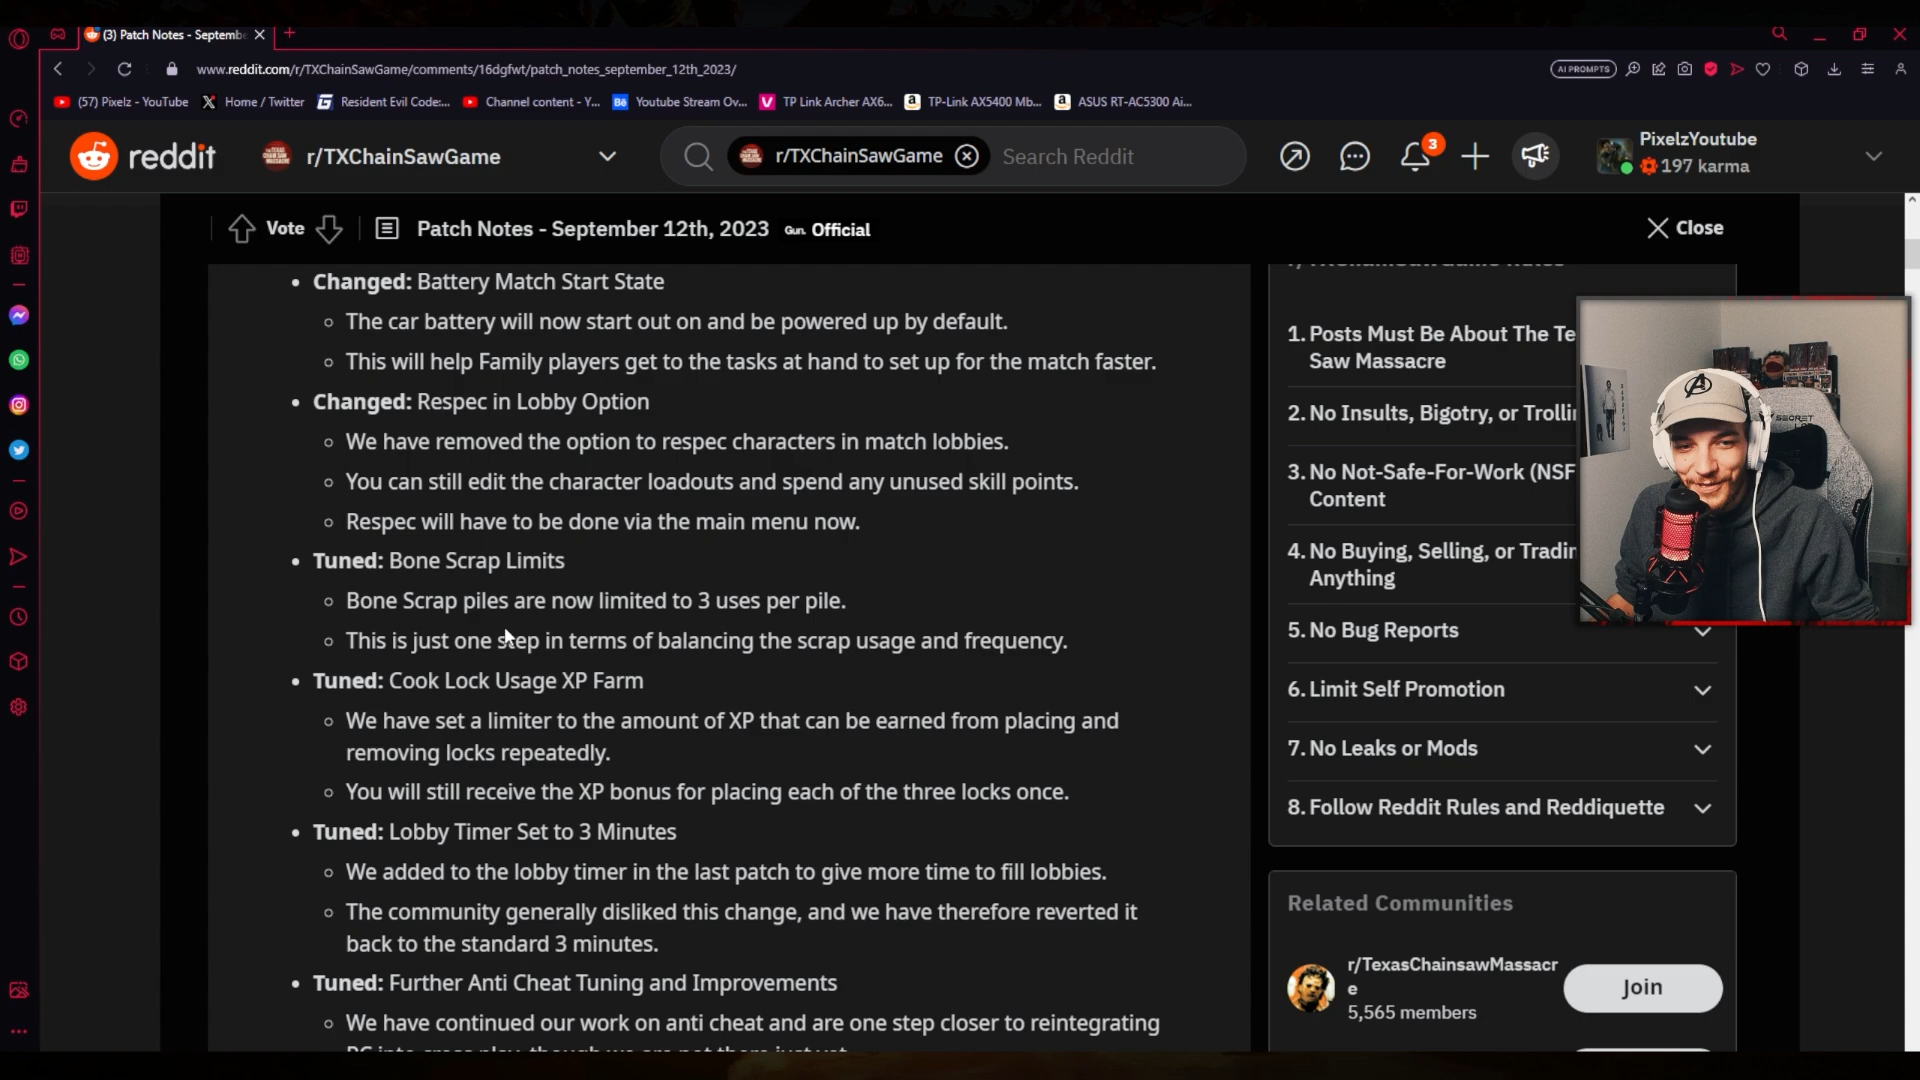 (3) Patch Notes - Septembe
www.reddit.com/r/TXChainSawGame/comments/16dgfwt/patch_notes_september_12th_2023/
AI PROMPTS
(57) Pixelz - YouTube
Home / Twitter
Resident Evil Code:...
Channel content - Y...
Bē
Youtube Stream Ov...
V
TP Link Archer AX6...
TP-Link AX5400 Mb...
ASUS RT-AC5300 Ai...
reddit
r/TXChainSawGame
r/TXChainSawGame
Search Reddit
3
PixelzYoutube
197 karma
Vote
Patch Notes - September 12th, 2023
Gun. Official
Close
• Changed: Battery Match Start State
The car battery will now start out on and be powered up by default.
This will help Family players get to the tasks at hand to set up for the match faster.
• Changed: Respec in Lobby Option
We have removed the option to respec characters in match lobbies.
You can still edit the character loadouts and spend any unused skill points.
Respec will have to be done via the main menu now.
• Tuned: Bone Scrap Limits
Bone Scrap piles are now limited to 3 uses per pile.
This is just one step in terms of balancing the scrap usage and frequency.
• Tuned: Cook Lock Usage XP Farm
We have set a limiter to the amount of XP that can be earned from placing and
removing locks repeatedly.
You will still receive the XP bonus for placing each of the three locks once.
• Tuned: Lobby Timer Set to 3 Minutes
We added to the lobby timer in the last patch to give more time to fill lobbies.
The community generally disliked this change, and we have therefore reverted it
back to the standard 3 minutes.
• Tuned: Further Anti Cheat Tuning and Improvements
We have continued our work on anti cheat and are one step closer to reintegrating
1. Posts Must Be About The Te
Saw Massacre
2. No Insults, Bigotry, or Trolli
3. No Not-Safe-For-Work (NSF
Content
4. No Buying, Selling, or Tradin
Anything
5. No Bug Reports
6. Limit Self Promotion
7. No Leaks or Mods
8. Follow Reddit Rules and Reddiquette
Related Communities
r/TexasChainsawMassacr
e
5,565 members
Join
SECRET